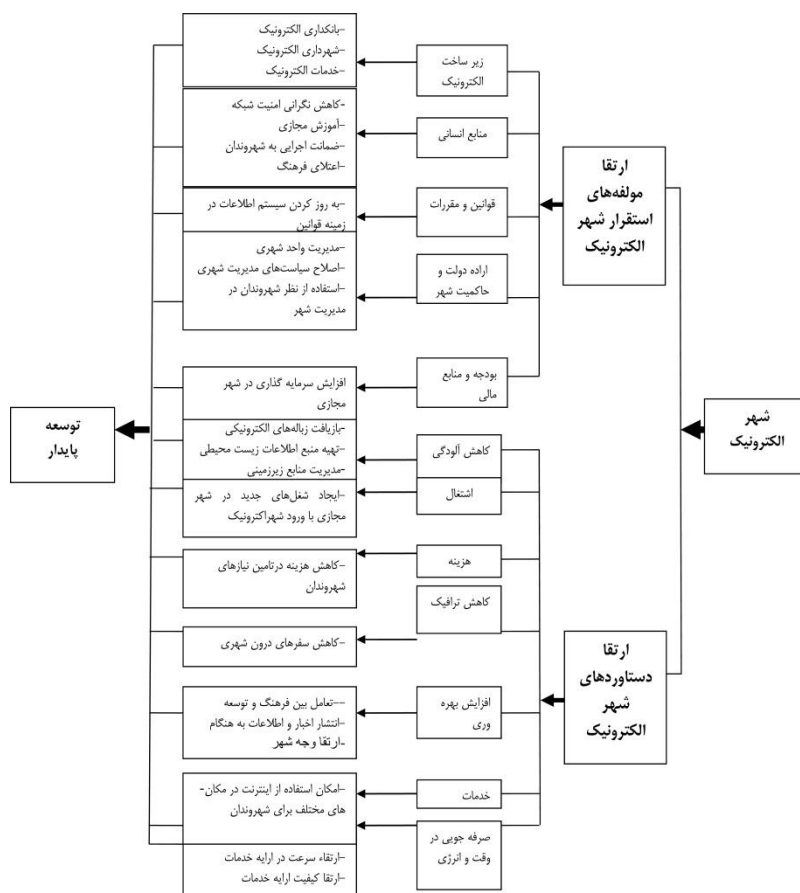 شهر
الکترونیک
ارتقا
مولفه‌های
استقرار شهر
الکترونیک
زیر ساخت
الکترونیک
-بانکداری الکترونیک
-شهرداری الکترونیک
-خدمات الکترونیک
منابع انسانی
-کاهش نگرانی امنیت شبکه
-آموزش مجازی
-ضمانت اجرایی به شهروندان
-اعتلای فرهنگ
قوانین و مقررات
-به روز کردن سیستم اطلاعات در
زمینه قوانین
اراده دولت و
حاکمیت شهر
-مدیریت واحد شهری
-اصلاح سیاست‌های مدیریت شهری
-استفاده از نظر شهروندان در
مدیریت شهر
بودجه و منابع
مالی
افزایش سرمایه گذاری در شهر
مجازی
ارتقا
دستاوردهای
شهر
الکترونیک
کاهش آلودگی
-بازیافت زباله‌های الکترونیکی
-تهیه منبع اطلاعات زیست محیطی
-مدیریت منابع زیرزمینی
اشتغال
-ایجاد شغل‌های جدید در شهر
مجازی با ورود شهراکترونیک
هزینه
-کاهش هزینه درتامین نیازهای
شهروندان
کاهش ترافیک
-کاهش سفرهای درون شهری
افزایش بهره
وری
--تعامل بین فرهنگ و توسعه
-انتشار اخبار و اطلاعات به هنگام
-ارتقا وجه شهر
خدمات
-امکان استفاده از اینترنت در مکان-
های مختلف برای شهروندان
صرفه جویی در
وقت و انرژی
-ارتقاء سرعت در ارایه خدمات
-ارتقا کیفیت ارایه خدمات
توسعه
پایدار